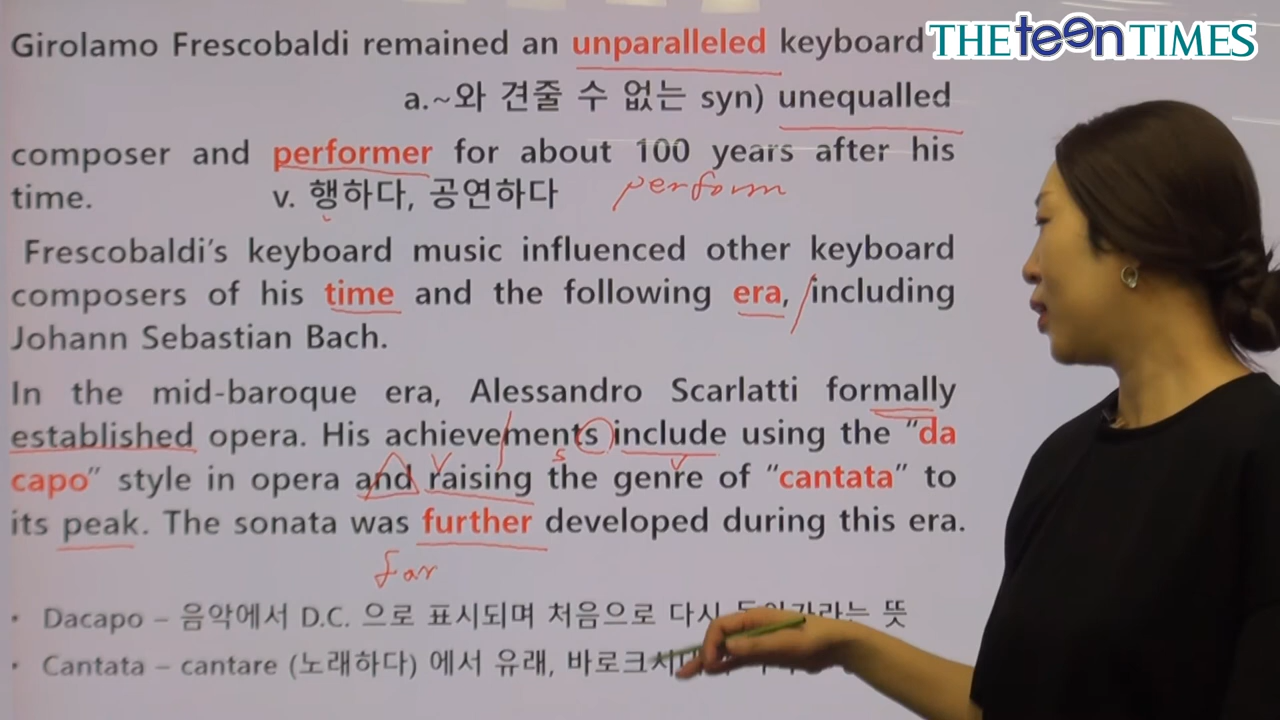 THE teen TIMES
Girolamo Frescobaldi remained an unparalleled keyboard
a.~와 견줄 수 없는 syn) unequalled
composer and performer for about 100 years after his
time. v. 행하다, 공연하다 perform
Frescobaldi's keyboard music influenced other keyboard
composers of his time and the following era, including
Johann Sebastian Bach.
In the mid-baroque era, Alessandro Scarlatti formally
established opera. His achievements include using the "da
s
capo" style in opera and raising the genre of "cantata" to
its peak. The sonata was further developed during this era.
far
• Dacapo – 음악에서 D.C. 으로 표시되며 처음으로 다시 뜻
• Cantata – cantare (노래하다) 에서 유래, 바로크